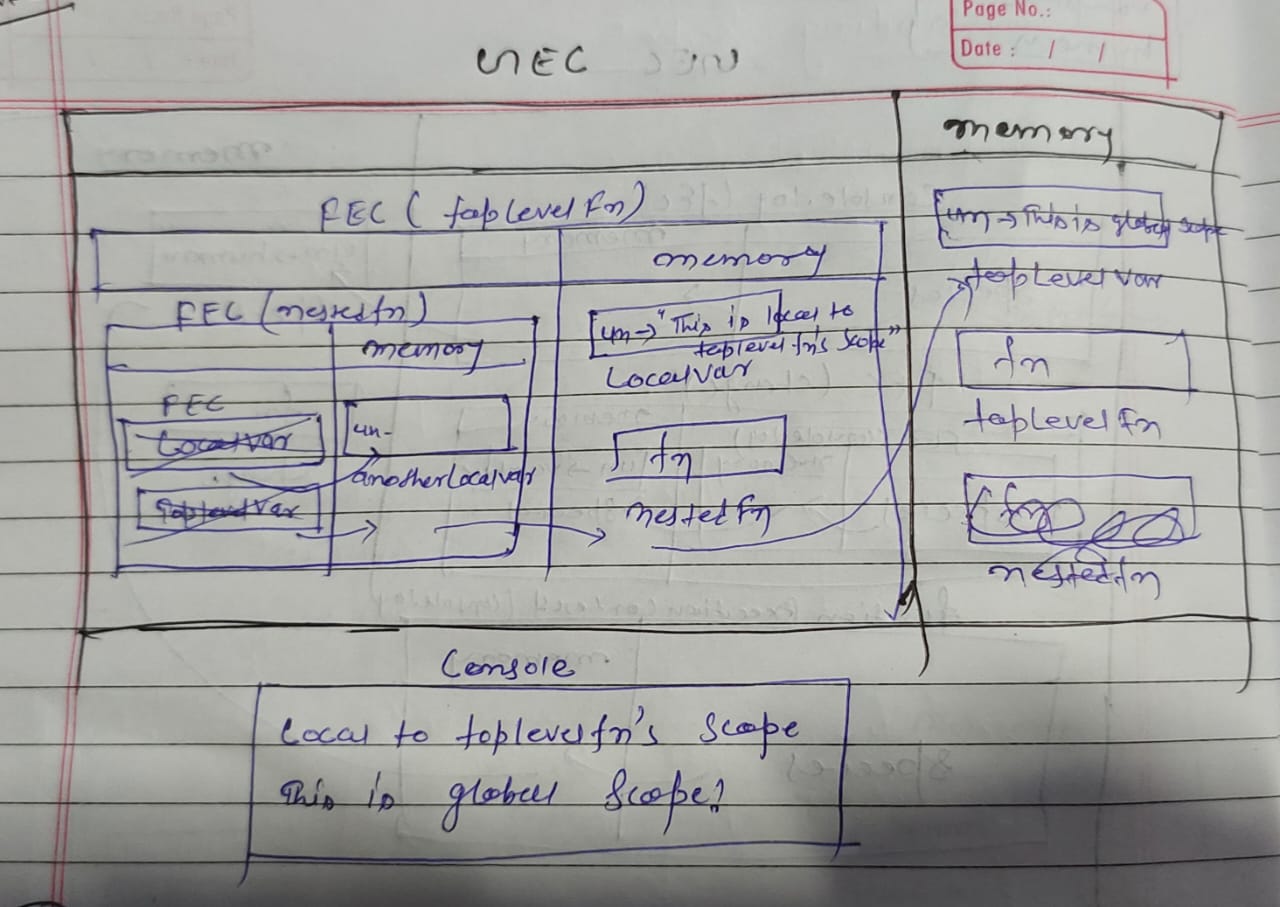 Page No.:
Date : / /
GEC
memory
FEC ( toplevelfn)
un→ This is global scope
toplevelvar
memory
FEC (nestedfn)
un→ "This is local to
toplevelfn's scope"
LocalVar
memory
fn
toplevelfn
FEC
LocalVar
un-
anotherlocalvar
fn
toplevelVar
nestedfn
fn
nestedfn
Console
local to toplevelfn's scope
This is global scope?